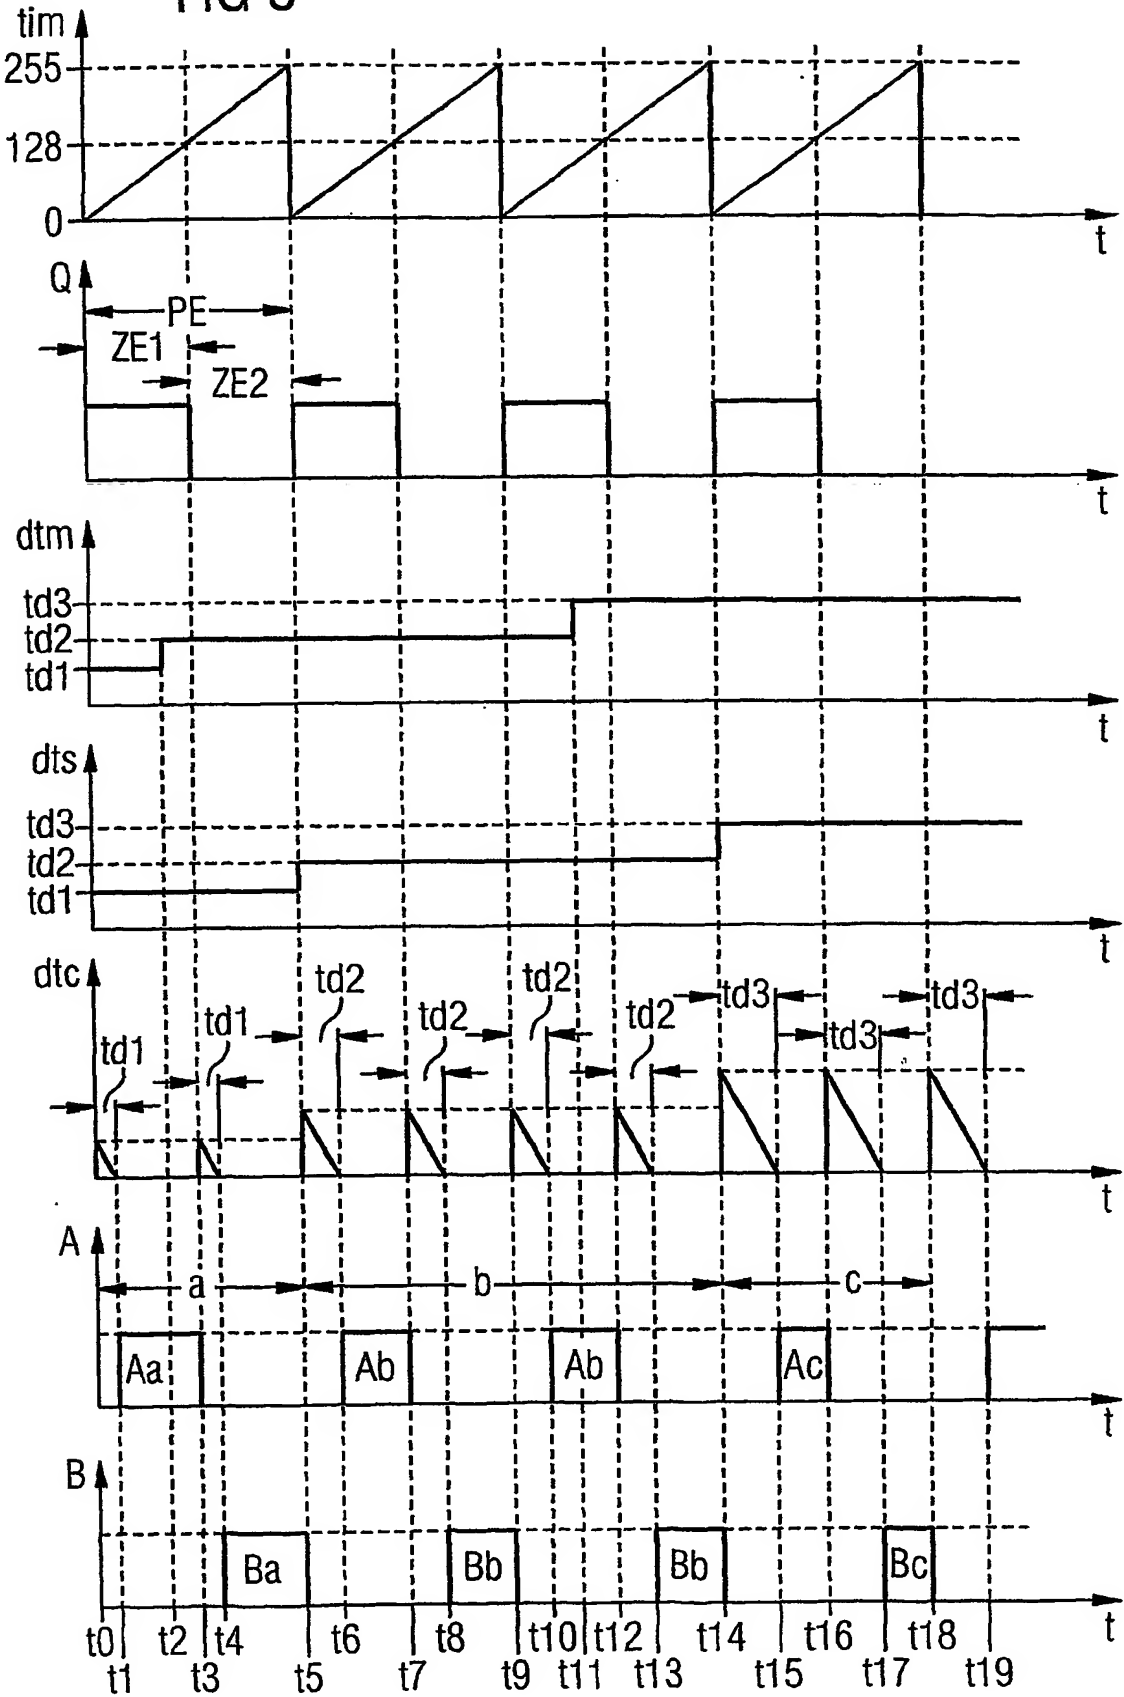 tim
255
128
0
t
Q
PE
ZE1
ZE2
t
dtm
td3
td2
td1
t
dts
td3
td2
td1
t
dtc
td1
td1
td2
td2
td2
td2
td3
td3
td3
t
A
a
b
c
Aa
Ab
Ab
Ac
t
B
Ba
Bb
Bb
Bc
t
t0 t2 t4 t6 t8 t10 t12 t14 t16 t18
t1 t3 t5 t7 t9 t11 t13 t15 t17 t19